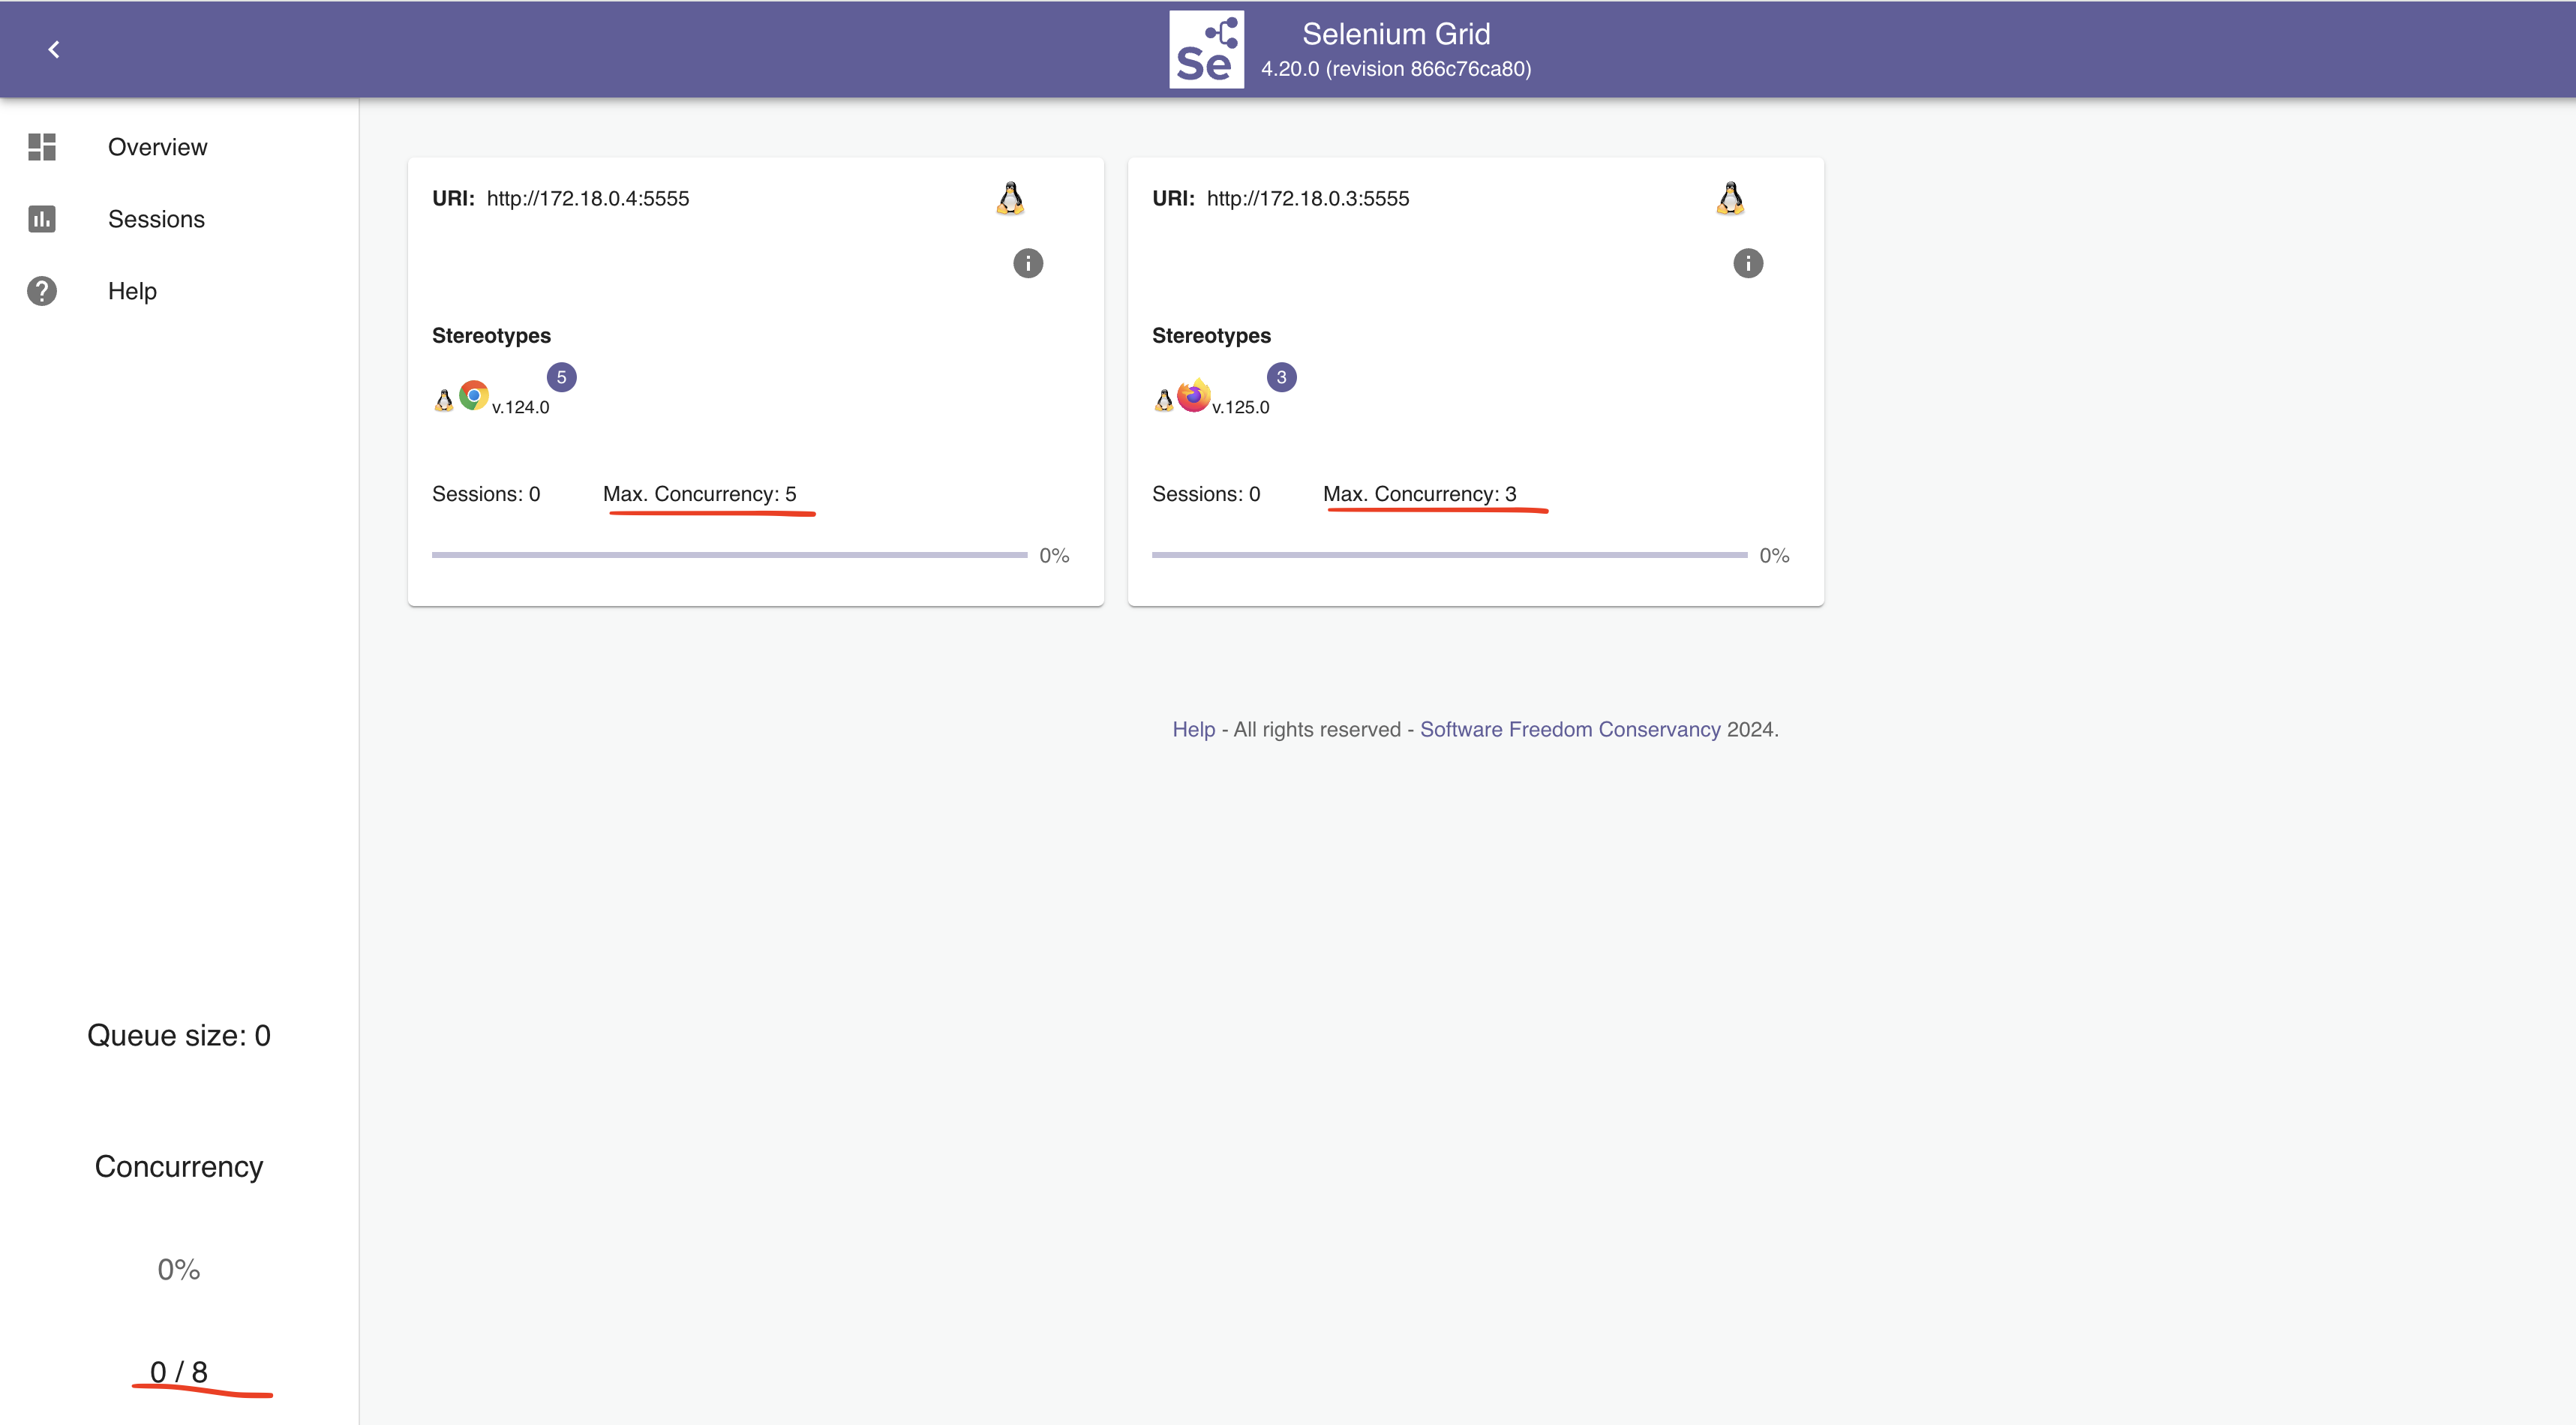 Se
Selenium Grid
4.20.0 (revision 866c76ca80)
Overview
Sessions
Help
URI: http://172.18.0.4:5555
Stereotypes
v.124.0
5
Sessions: 0 Max. Concurrency: 5
0%
URI: http://172.18.0.3:5555
Stereotypes
v.125.0
3
Sessions: 0 Max. Concurrency: 3
0%
Help - All rights reserved - Software Freedom Conservancy 2024.
Queue size: 0
Concurrency
0%
0 / 8